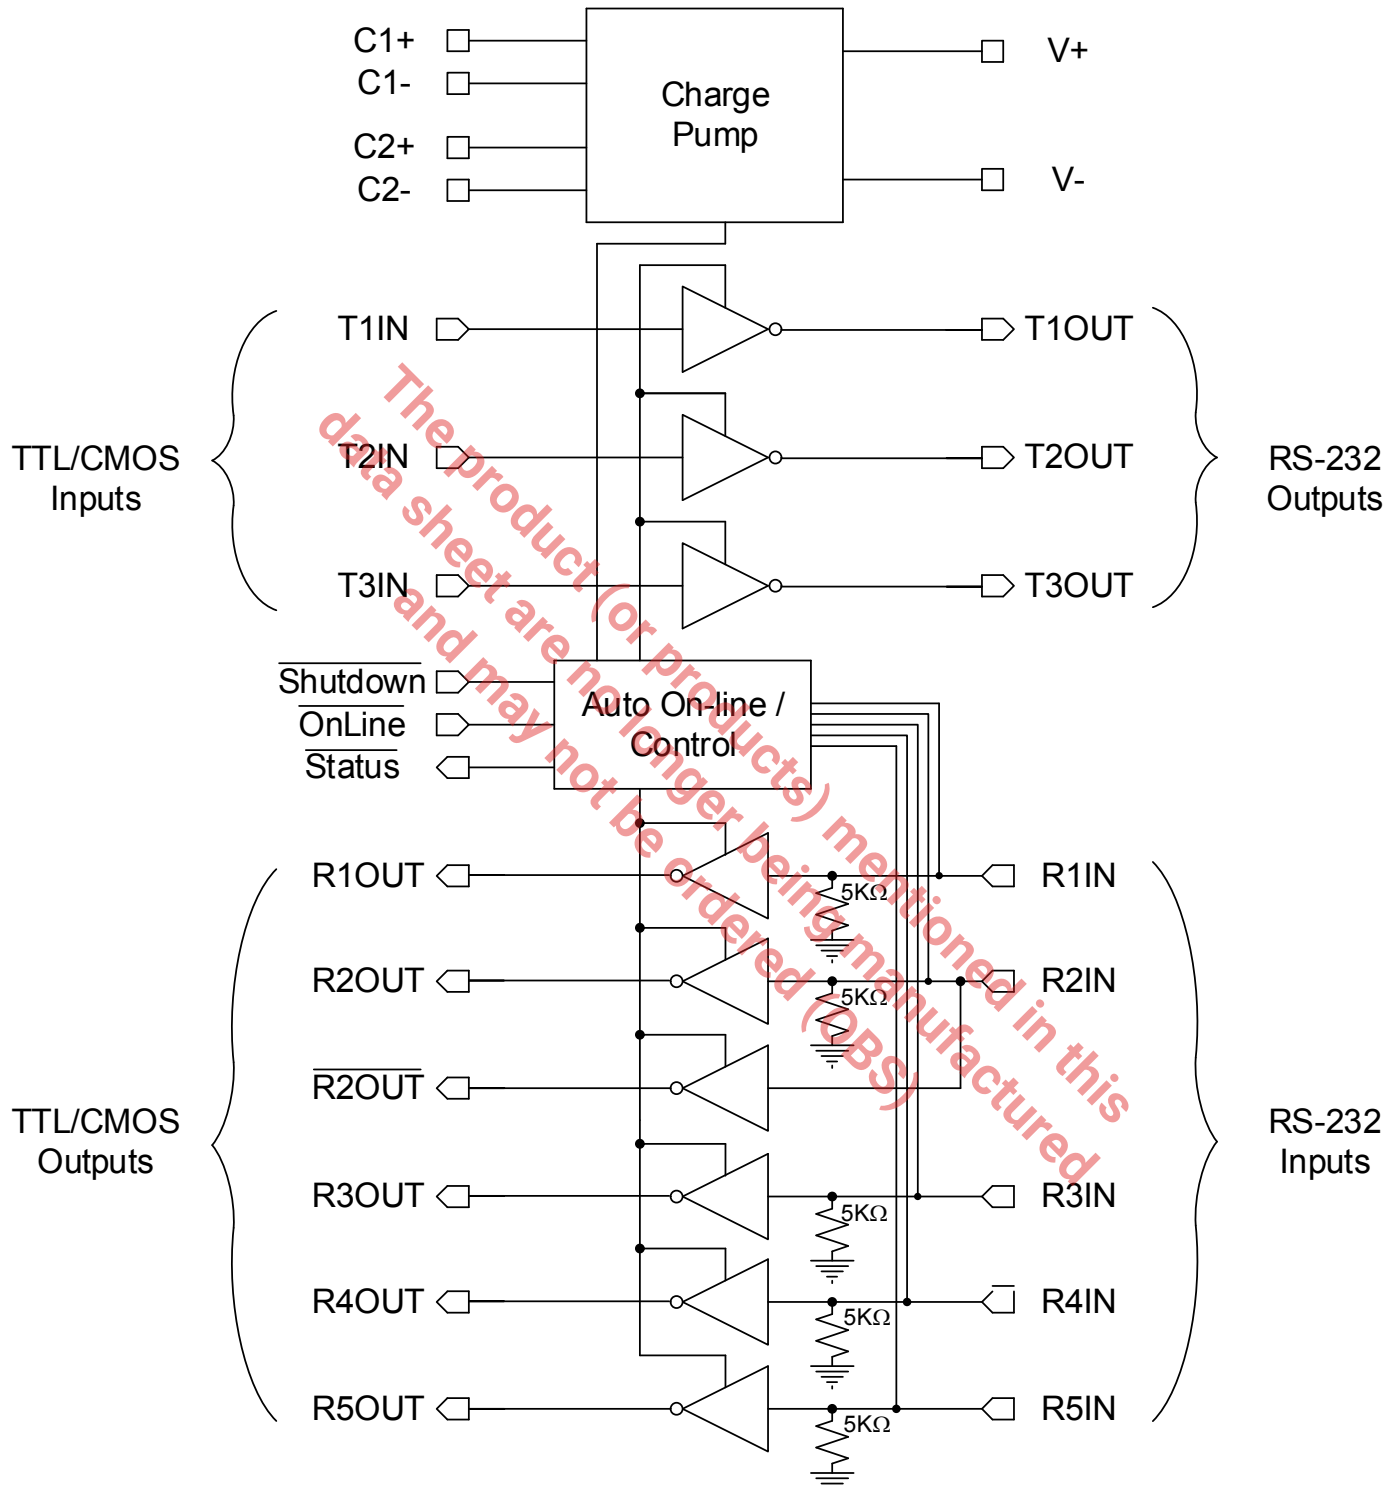 C1+
C1-
C2+
C2-
Charge
Pump
V+
V-
T1IN
T1OUT
T2IN
T2OUT
T3IN
T3OUT
TTL/CMOS
Inputs
RS-232
Outputs
Shutdown
OnLine
Status
Auto On-line /
Control
R1OUT
5KΩ
R1IN
R2OUT
5KΩ
R2IN
R2OUT
R3OUT
5KΩ
R3IN
R4OUT
5KΩ
R4IN
R5OUT
5KΩ
R5IN
TTL/CMOS
Outputs
RS-232
Inputs
The product (or products) mentioned in this
data sheet are no longer being manufactured
and may not be ordered (OBS)